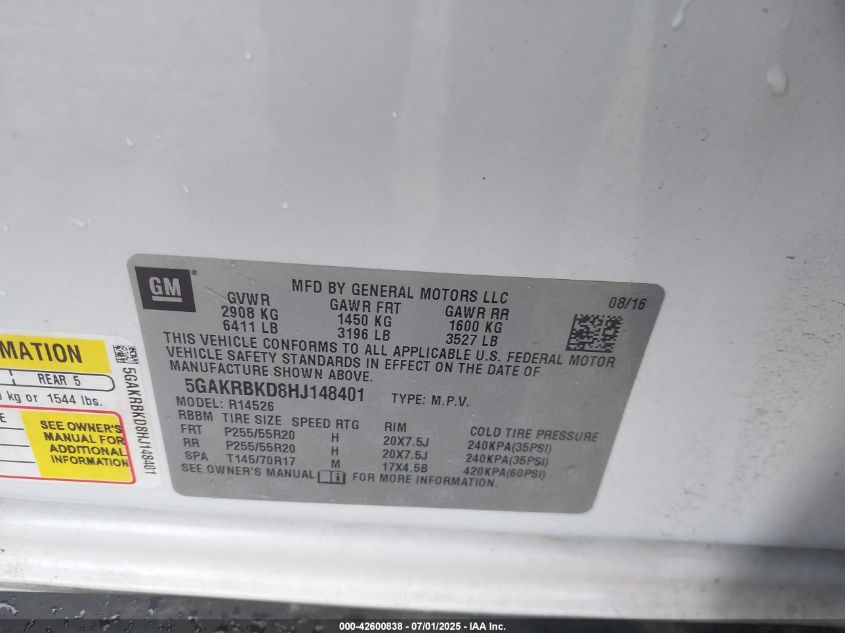 GM
MFD BY GENERAL MOTORS LLC
08/16
GVWR GAWR FRT GAWR RR
2908 KG 1450 KG 1600 KG
6411 LB 3196 LB 3527 LB
THIS VEHICLE CONFORMS TO ALL APPLICABLE U.S. FEDERAL MOTOR
VEHICLE SAFETY STANDARDS IN EFFECT ON THE DATE OF
MANUFACTURE SHOWN ABOVE.
5GAKRBKD8HJ148401 TYPE: M.P.V.
MODEL: R14526
RBBM TIRE SIZE SPEED RTG RIM COLD TIRE PRESSURE
FRT P255/55R20 H 20X7.5J 240KPA(35PSI)
RR P255/55R20 H 20X7.5J 240KPA(35PSI)
SPA T145/70R17 M 17X4.5B 420KPA(60PSI)
SEE OWNER'S MANUAL FOR MORE INFORMATION.
REAR 5
kg or 1544 lbs.
SEE OWNER'S
MANUAL FOR
ADDITIONAL
INFORMATION
5GAKRBKD8HJ148401
000-42600838 - 07/01/2025 - IAA Inc.